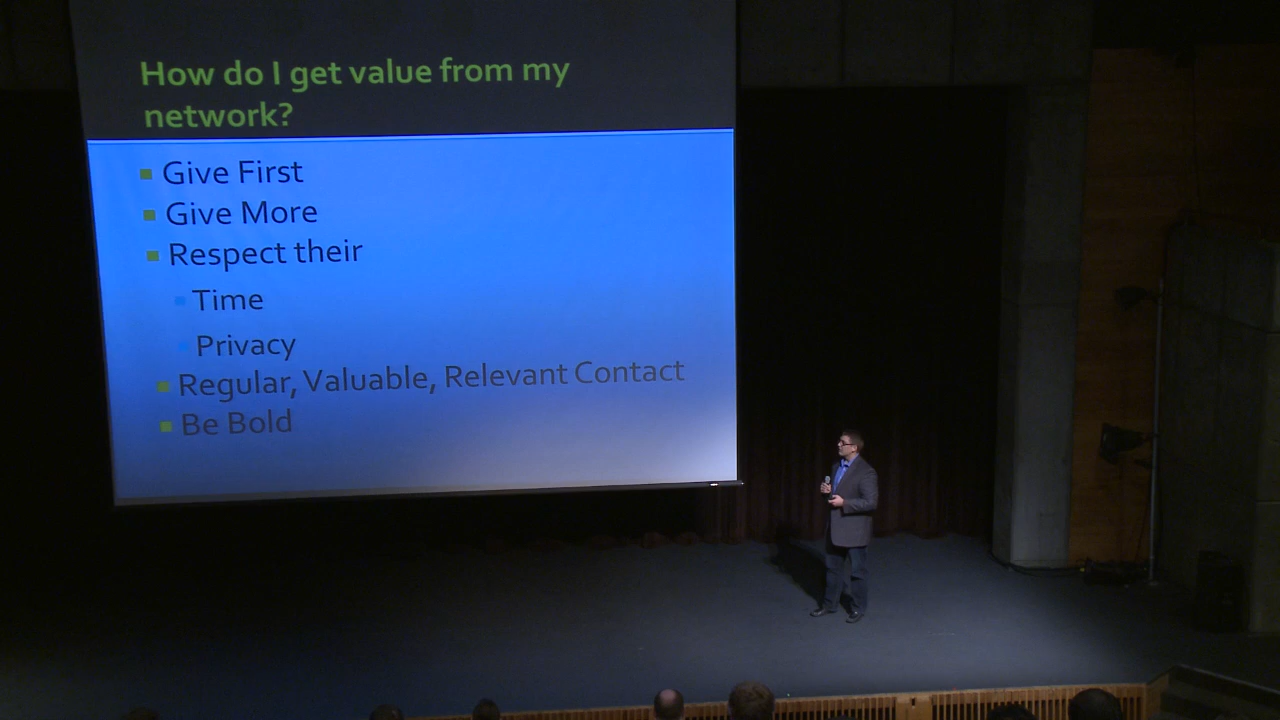 How do I get value from my
network?
Give First
Give More
Respect their
Time
Privacy
Regular, Valuable, Relevant Contact
Be Bold